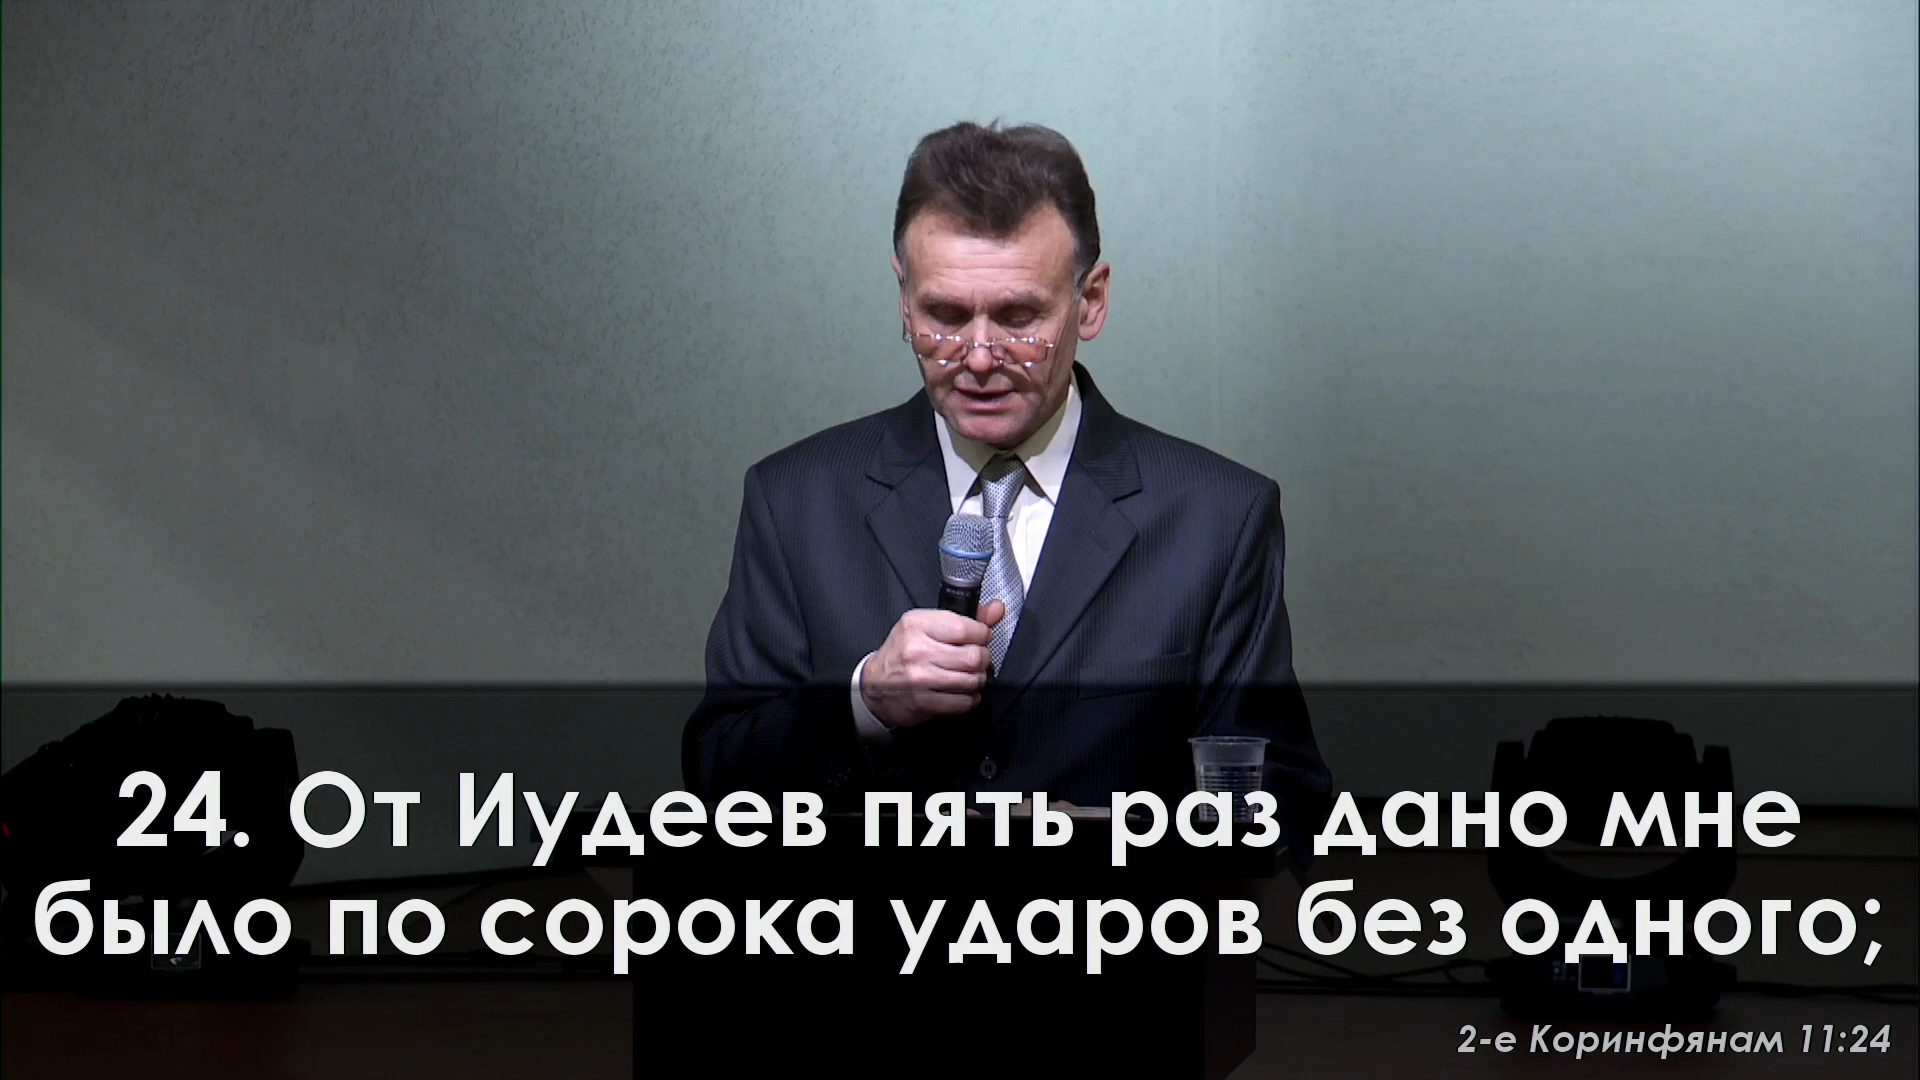 24. От Иудеев пять раз дано мне
было по сорока ударов без одного;
2-е Коринфянам 11:24